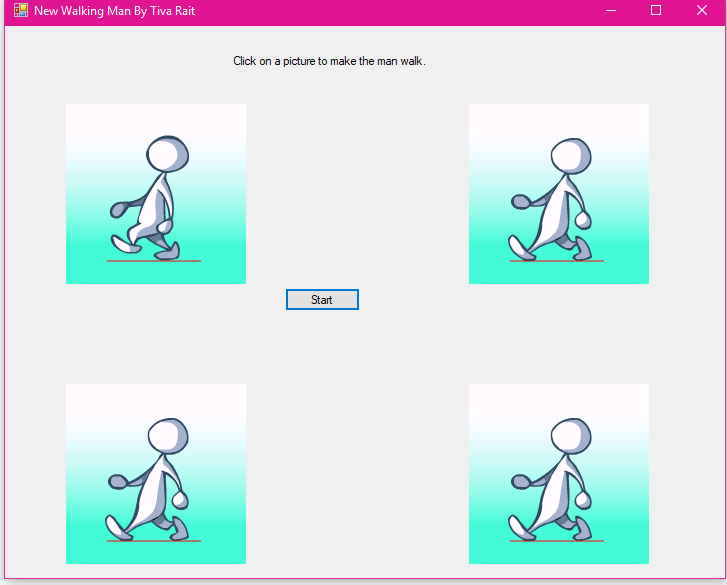 New Walking Man By Tiva Rait
Click on a picture to make the man walk.
Start